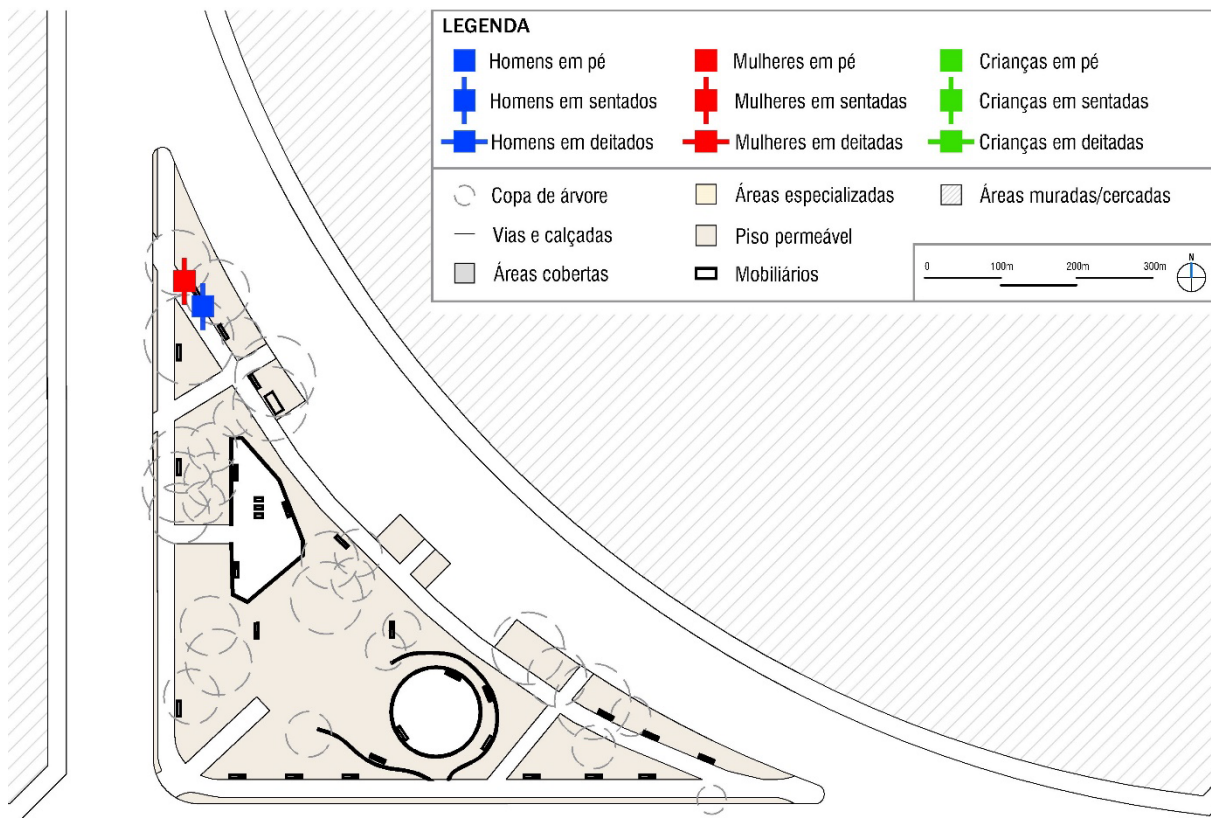 LEGENDA
Homens em pé
Mulheres em pé
Crianças em pé
Homens em sentados
Mulheres em sentadas
Crianças em sentadas
Homens em deitados
Mulheres em deitadas
Crianças em deitadas
Copa de árvore
Áreas especializadas
Áreas muradas/cercadas
Vias e calçadas
Piso permeável
Áreas cobertas
Mobiliários
0 100m 200m 300m
N